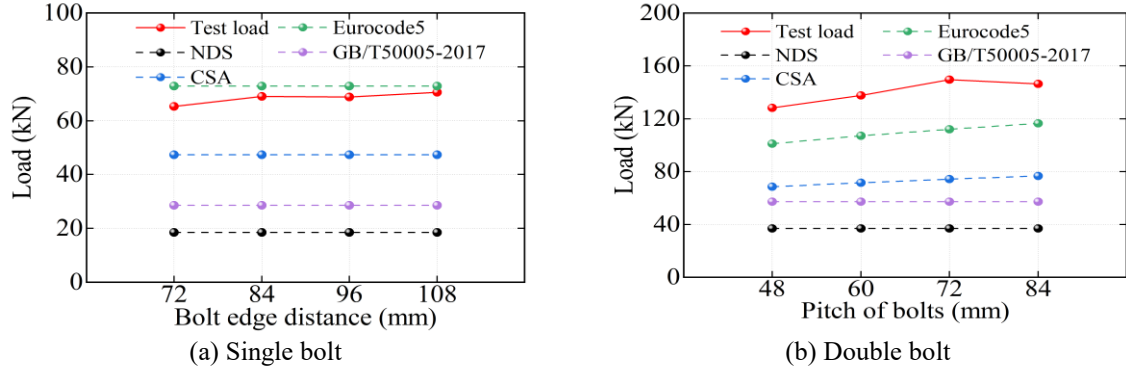 100
80
60
40
20
0
Load (kN)
Test load
NDS
CSA
Eurocode5
GB/T50005-2017
72 84 96 108
Bolt edge distance (mm)
(a) Single bolt
200
160
120
80
40
0
Load (kN)
Test load
NDS
CSA
Eurocode5
GB/T50005-2017
48 60 72 84
Pitch of bolts (mm)
(b) Double bolt